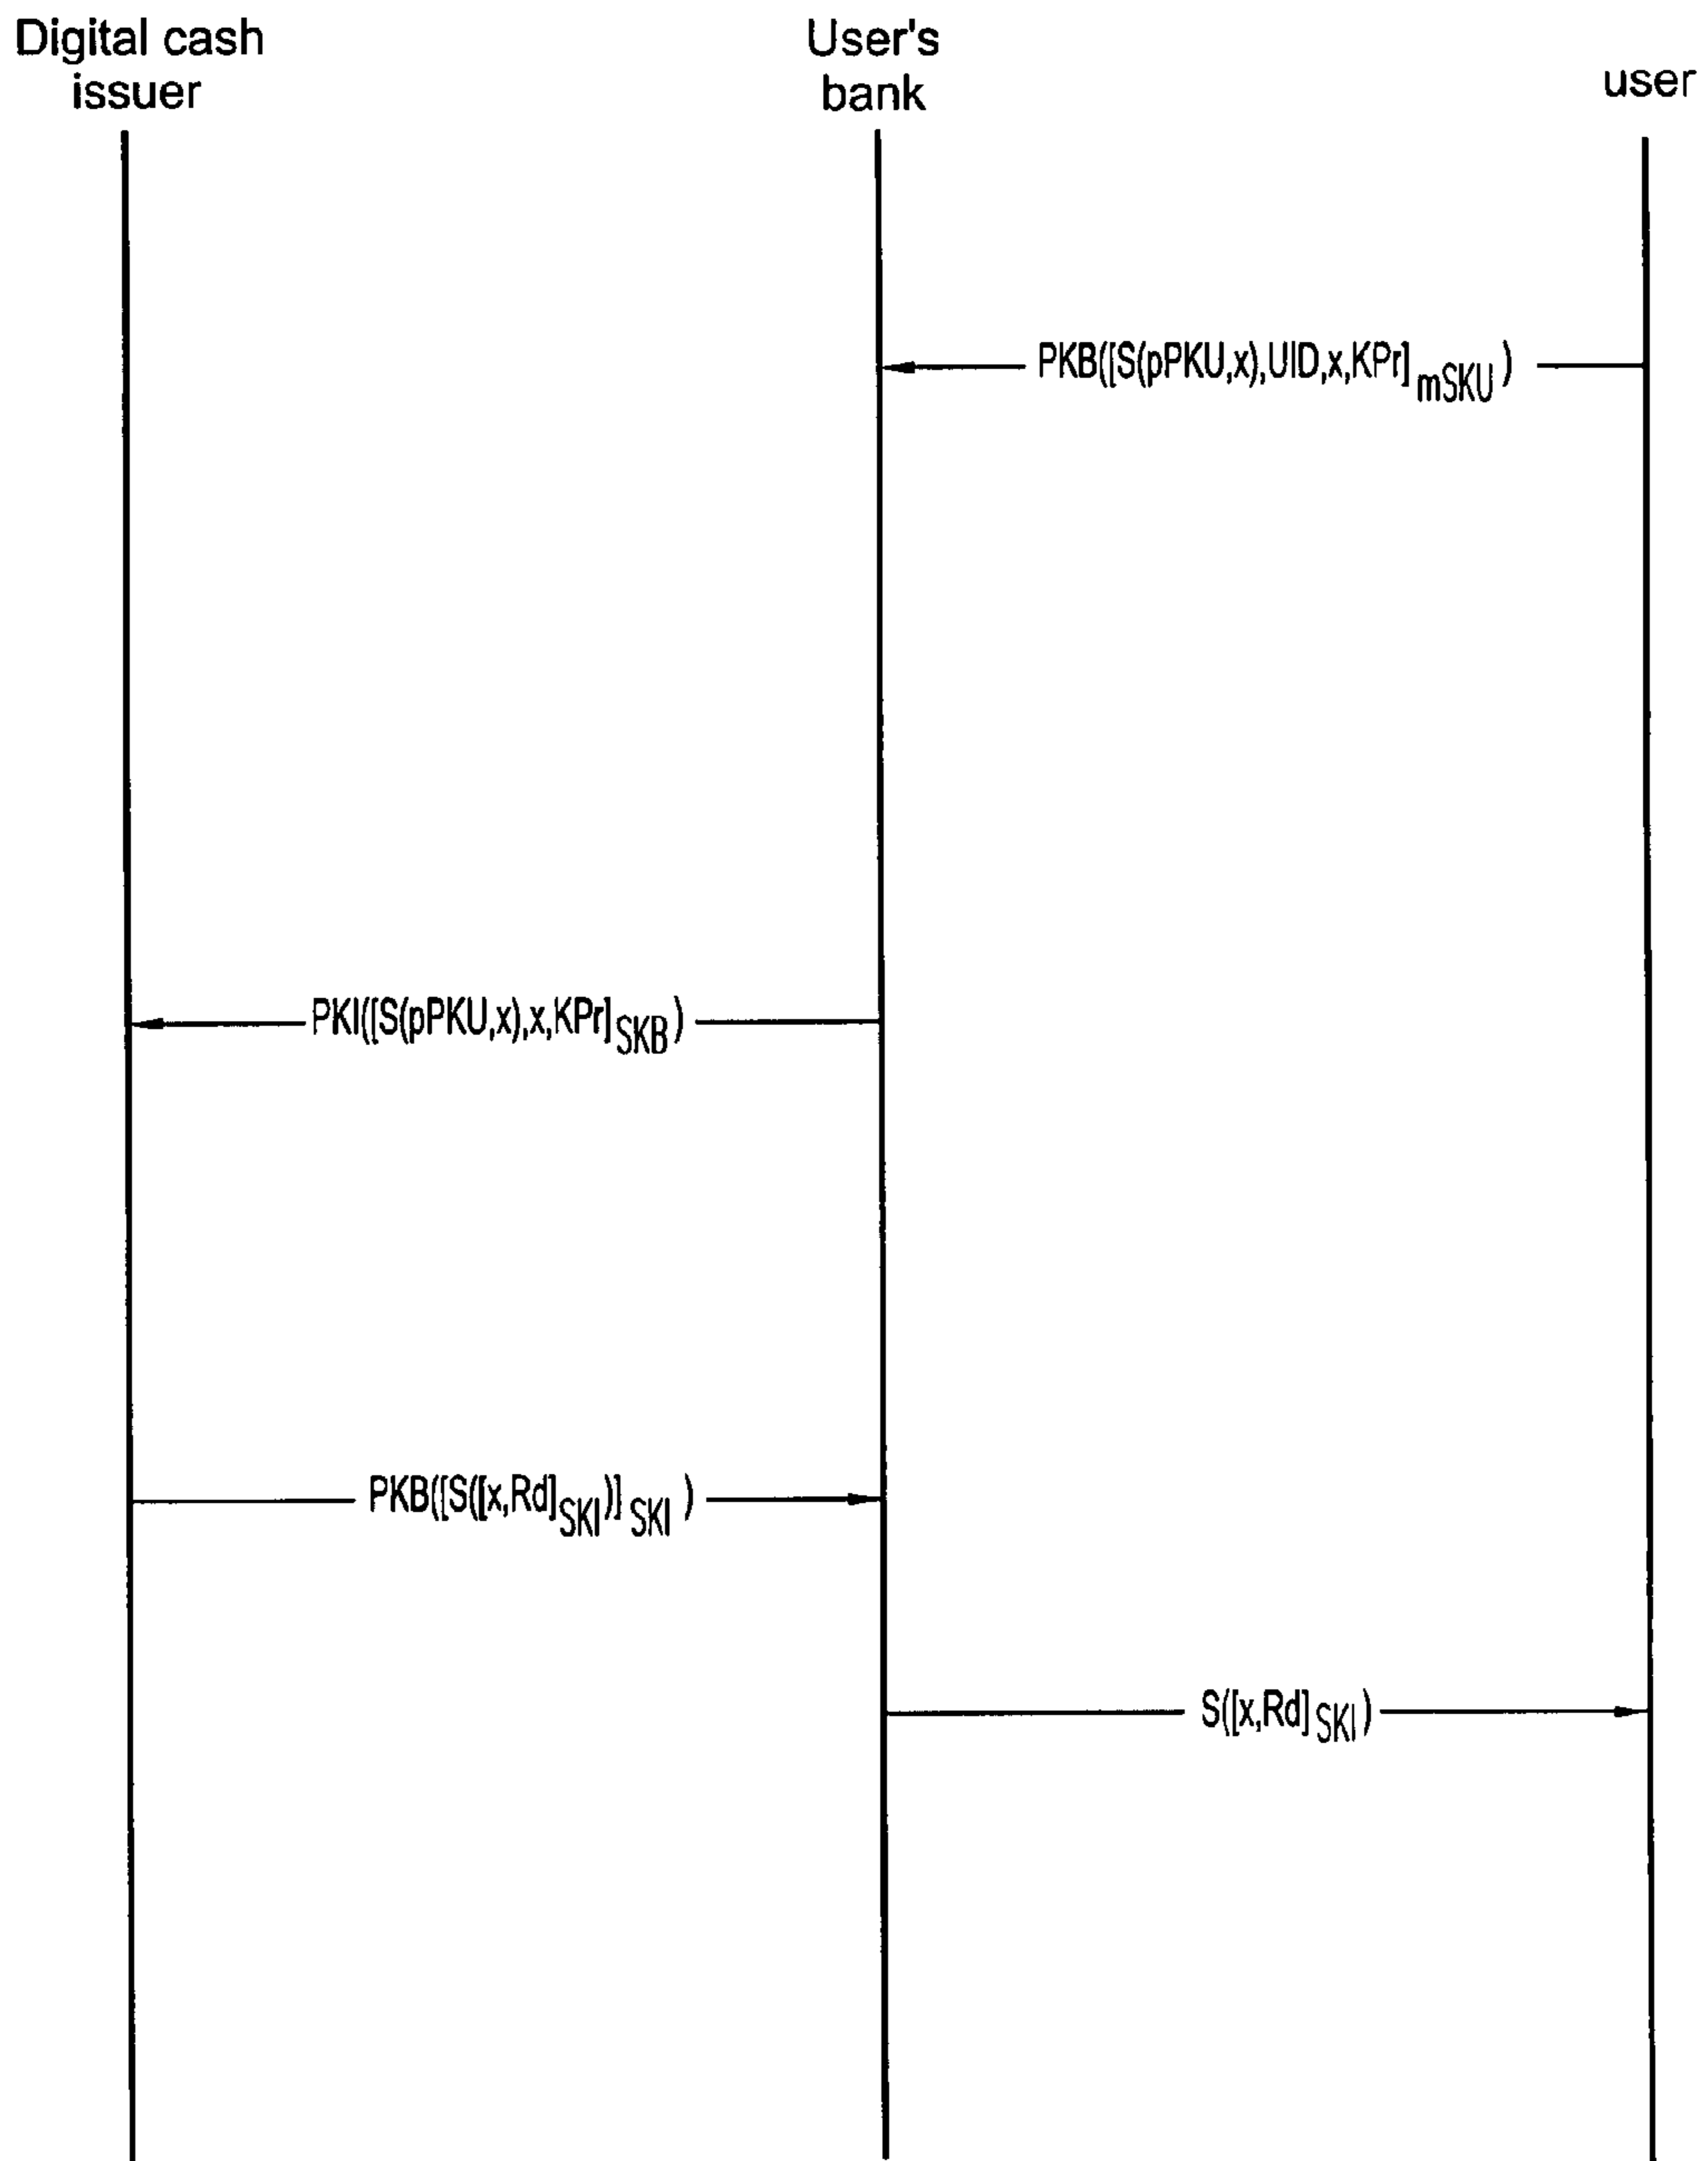 Digital cash
issuer
User's
bank
user
PKB([S(pPKU,x),UID,x,KPr]mSKU)
PKI([S(pPKU,x),x,KPr]SKB)
PKB([S([x,Rd]SKI)]SKI)
S([x,Rd]SKI)